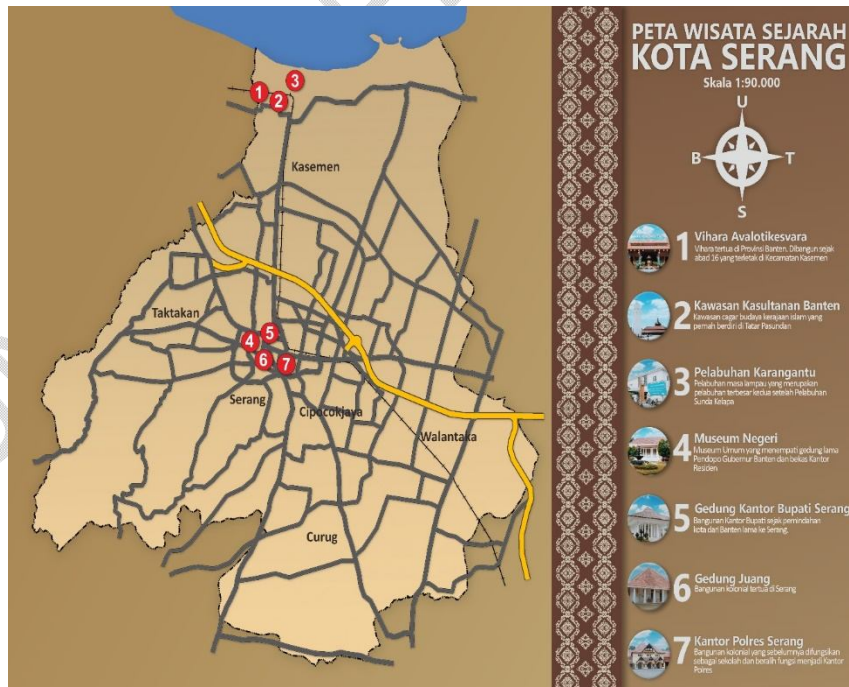 PETA WISATA SEJARAH
KOTA SERANG
Skala 1:90.000
U
B
T
S
1
2
3
Kasemen
Taktakan
4
5
6
7
Serang
Cipocokjaya
Walantaka
Curug
1
Vihara Avalotikesvara
Vihara tertua di Provinsi Banten. Dibangun sejak
abad 16 yang terletak di Kecamatan Kasemen
2
Kawasan Kasultanan Banten
Kawasan cagar budaya kerajaan islam yang
pernah berdiri di Tatar Pasundan
3
Pelabuhan Karangantu
Pelabuhan masa lampau yang merupakan
pelabuhan terbesar kedua setelah Pelabuhan
Sunda Kelapa
4
Museum Negeri
Museum Umum yang menempati gedung lama
Pendopo Gubernur Banten dan bekas Kantor
Residen
5
Gedung Kantor Bupati Serang
Bangunan Kantor Bupati sejak pemindahan
kota dari Banten lama ke Serang.
6
Gedung Juang
Bangunan kolonial tertua di Serang
7
Kantor Polres Serang
Bangunan kolonial yang sebelumnya difungsikan
sebagai sekolah dan beralih fungsi menjadi Kantor
Polres